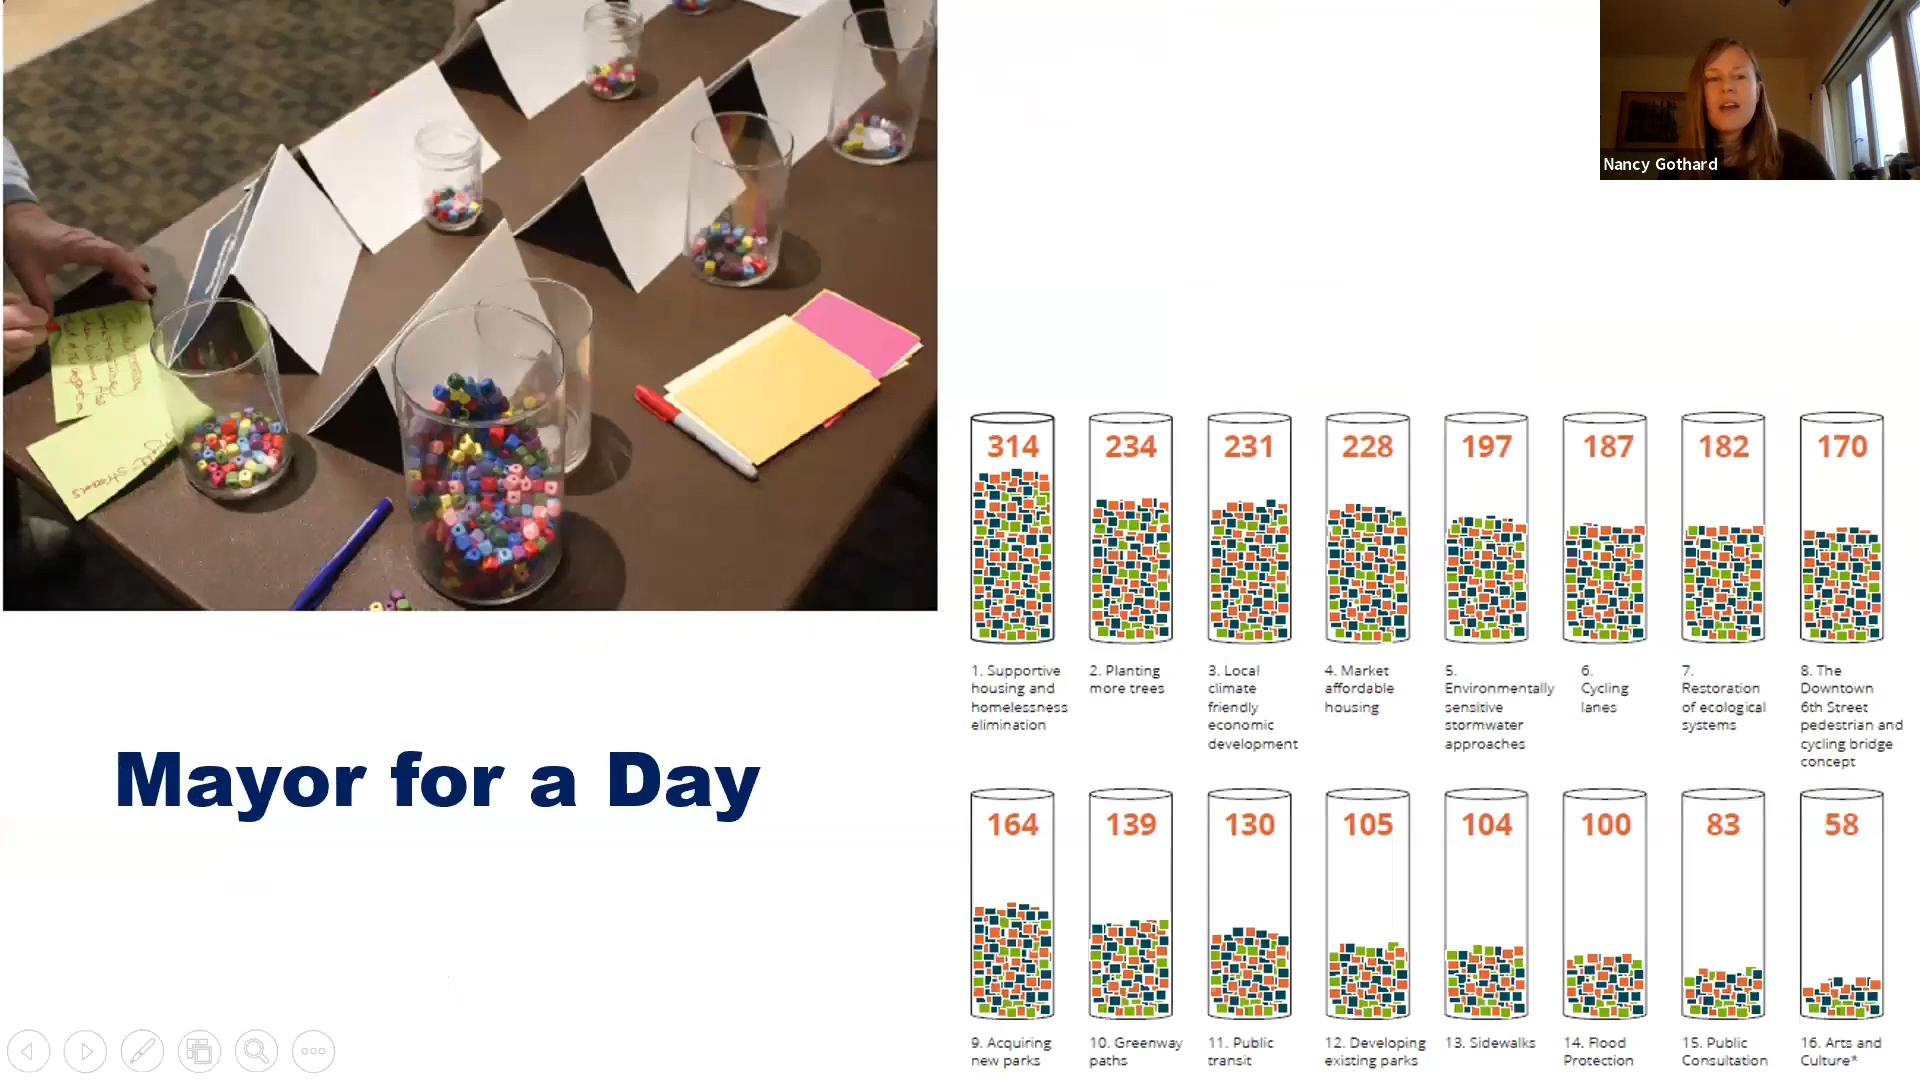 Nancy Gothard
Mayor for a Day
314
234
231
228
197
187
182
170
1. Supportive
housing and
homelessness
elimination
2. Planting
more trees
3. Local
climate
friendly
economic
development
4. Market
affordable
housing
5.
Environmentally
sensitive
stormwater
approaches
6.
Cycling
lanes
7.
Restoration
of ecological
systems
8. The
Downtown
6th Street
pedestrian and
cycling bridge
concept
164
139
130
105
104
100
83
58
9. Acquiring
new parks
10. Greenway
paths
11. Public
transit
12. Developing
existing parks
13. Sidewalks
14. Flood
Protection
15. Public
Consultation
16. Arts and
Culture*